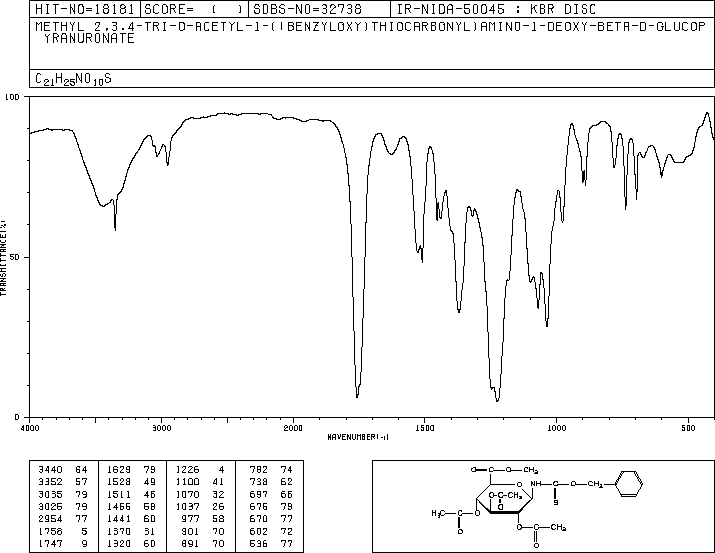 HIT-NO=18181 SCORE= ( ) SDBS-NO=32738 IR-NIDA-50045 : KBR DISC
METHYL 2,3,4-TRI-O-ACETYL-1-((BENZYLOXY)THIOCARBONYL)AMINO-1-DEOXY-BETA-D-GLUCOP
YRANURONATE
C21H25NO10S
100
50
0
TRANSMITTANCE(%)
4000 3000 2000 1500 1000 500
WAVENUMBER(-1)
3440 64 1629 79 1226 4 782 74
3352 57 1528 49 1100 41 738 62
3065 79 1511 46 1070 32 697 66
3025 79 1456 58 1037 26 676 79
2954 77 1441 60 977 58 670 77
1758 5 1370 31 901 70 602 72
1747 9 1320 60 891 70 536 77
O O CH3
O NH O
O CH3
S
H3C O
O O CH3
O